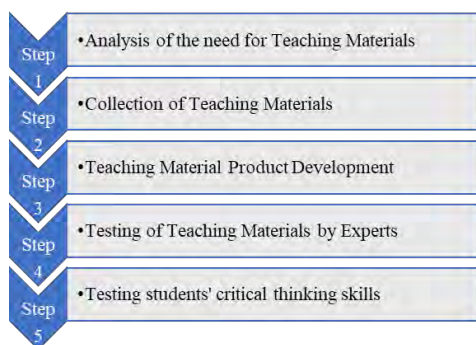 Step
1
•Analysis of the need for Teaching Materials
Step
2
•Collection of Teaching Materials
Step
3
•Teaching Material Product Development
Step
4
•Testing of Teaching Materials by Experts
Step
5
•Testing students' critical thinking skills